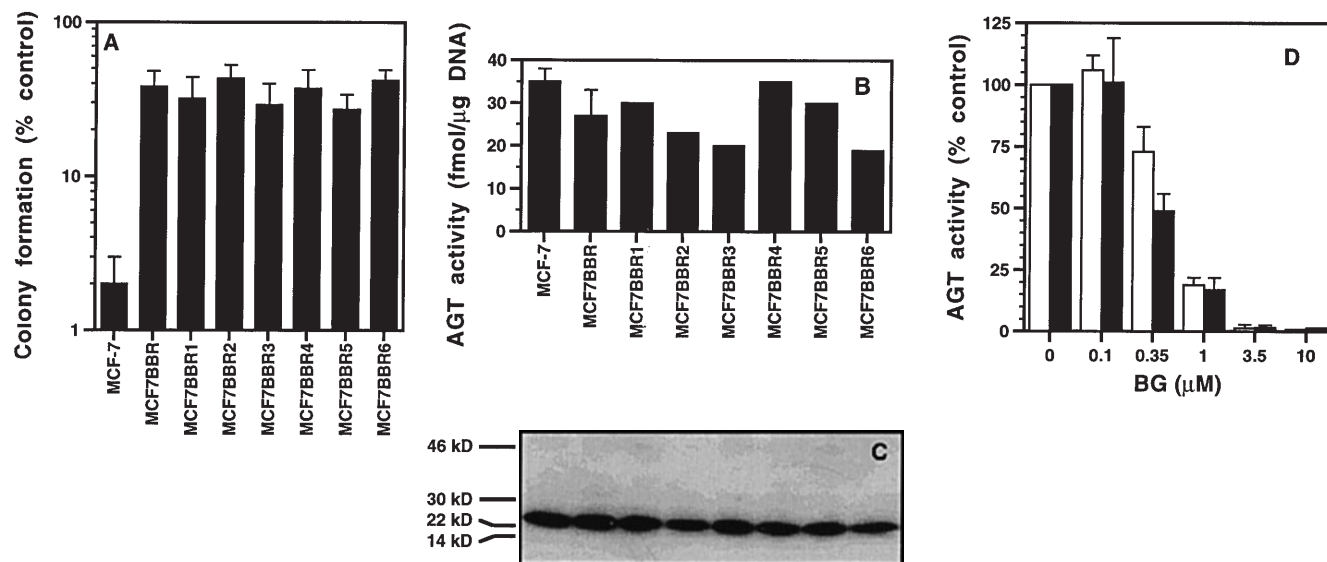 A
Colony formation (% control)
100
10
1
MCF-7
MCF7BBR
MCF7BBR1
MCF7BBR2
MCF7BBR3
MCF7BBR4
MCF7BBR5
MCF7BBR6
B
AGT activity (fmol/µg DNA)
40
30
20
10
0
MCF-7
MCF7BBR
MCF7BBR1
MCF7BBR2
MCF7BBR3
MCF7BBR4
MCF7BBR5
MCF7BBR6
C
46 kD
30 kD
22 kD
14 kD
D
AGT activity (% control)
125
100
75
50
25
0
0
0.1
0.35
1
3.5
10
BG (µM)